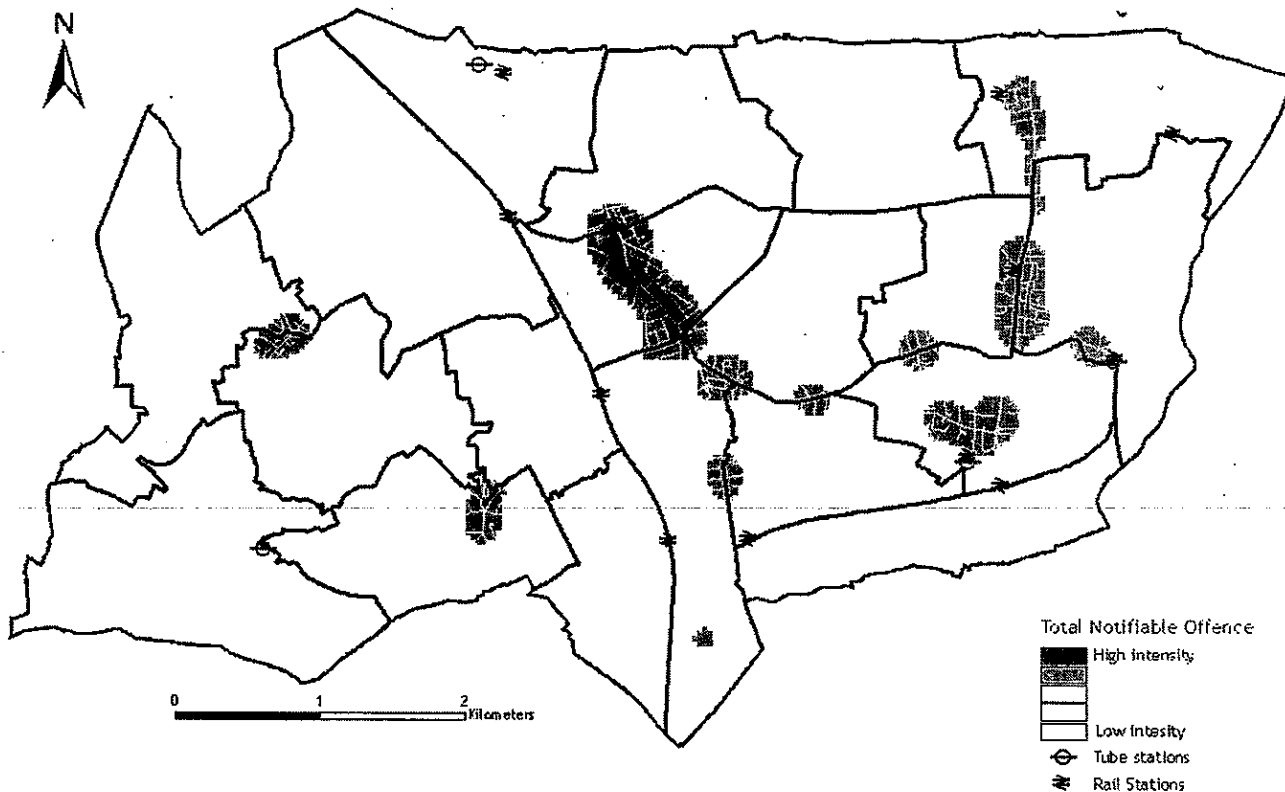 N
0 1 2
Kilometers
Total Notifiable Offence
High intensity
Low intesity
Tube stations
Rail Stations